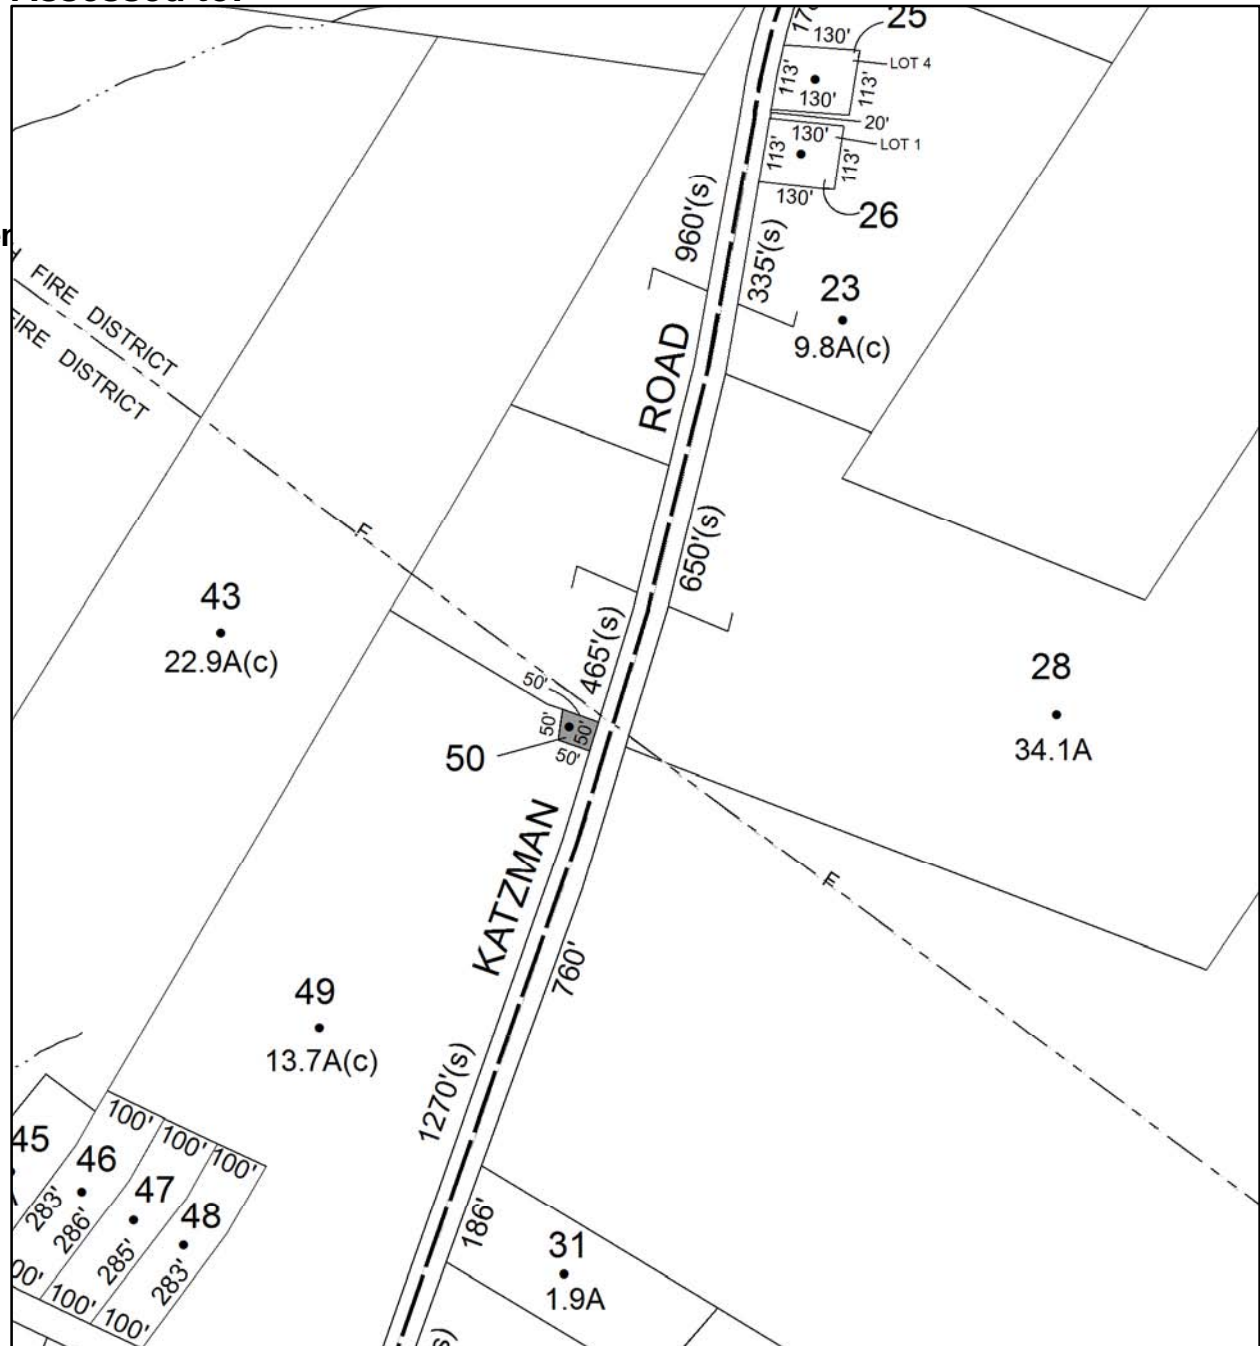 Assessed to:
25
130'
LOT 4
113'
113'
130'
20'
130'
LOT 1
113'
113'
130'
26
960'(s)
335'(s)
23
9.8A(c)
FIRE DISTRICT
FIRE DISTRICT
ROAD
F
650'(s)
43
22.9A(c)
465'(s)
50'
50'
50'
50'
50
28
34.1A
KATZMAN
F
760'
49
13.7A(c)
1270'(s)
100'
100'
100'
45
46
47
48
283'
286'
285'
283'
00'
100'
100'
186'
31
1.9A